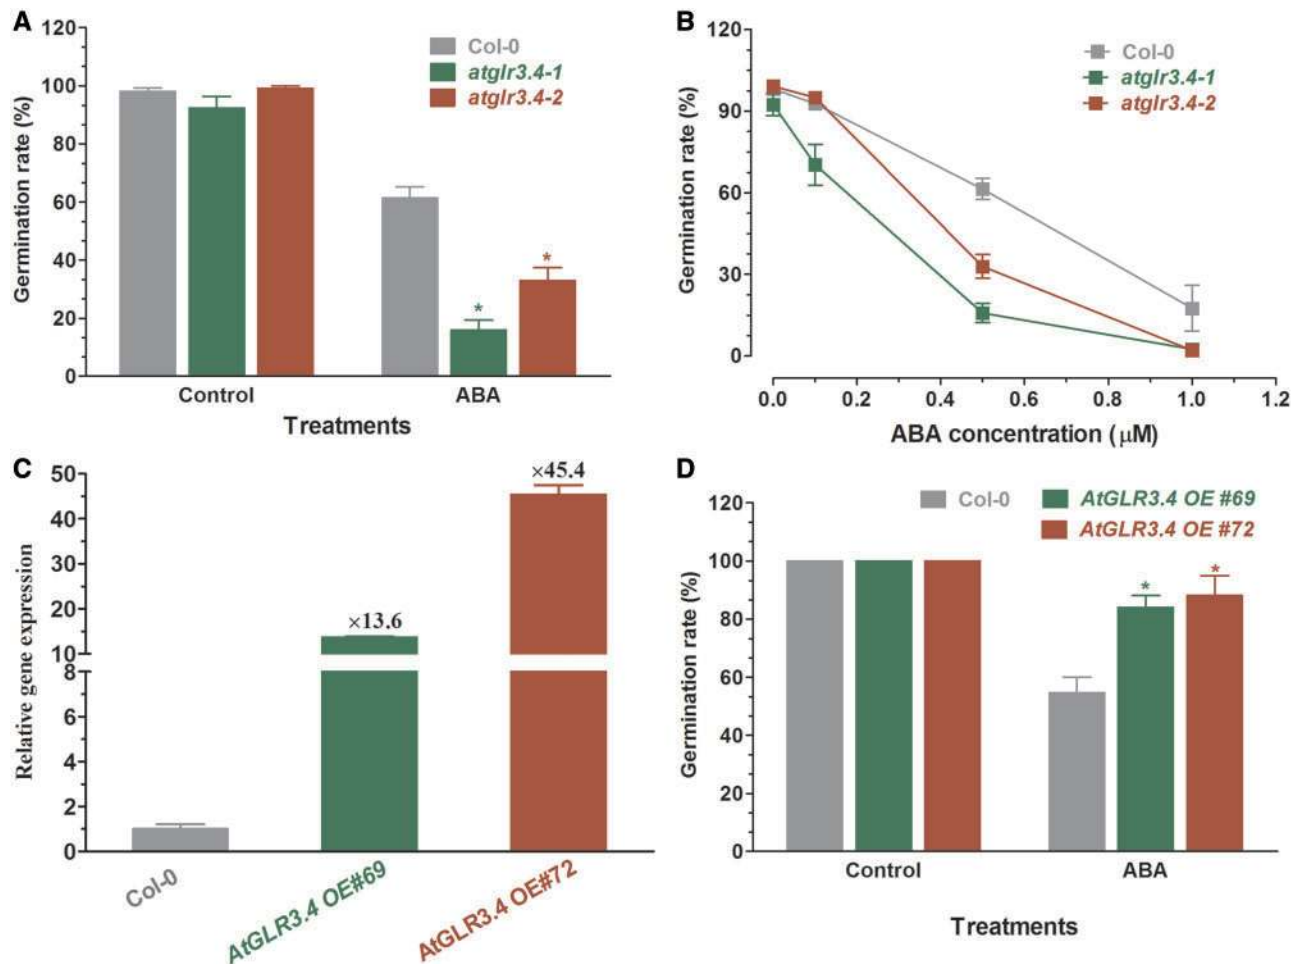 A
Germination rate (%)
120
100
80
60
40
20
0
Col-0
atglr3.4-1
atglr3.4-2
*
*
Control
ABA
Treatments
B
Germination rate (%)
120
90
60
30
0
Col-0
atglr3.4-1
atglr3.4-2
0.0 0.2 0.4 0.6 0.8 1.0 1.2
ABA concentration (μM)
C
Relative gene expression
50
40
30
20
10
8
6
4
2
0
×13.6
×45.4
Col-0
AtGLR3.4 OE#69
AtGLR3.4 OE#72
D
Germination rate (%)
120
100
80
60
40
20
0
Col-0
AtGLR3.4 OE #69
AtGLR3.4 OE #72
*
*
Control
ABA
Treatments